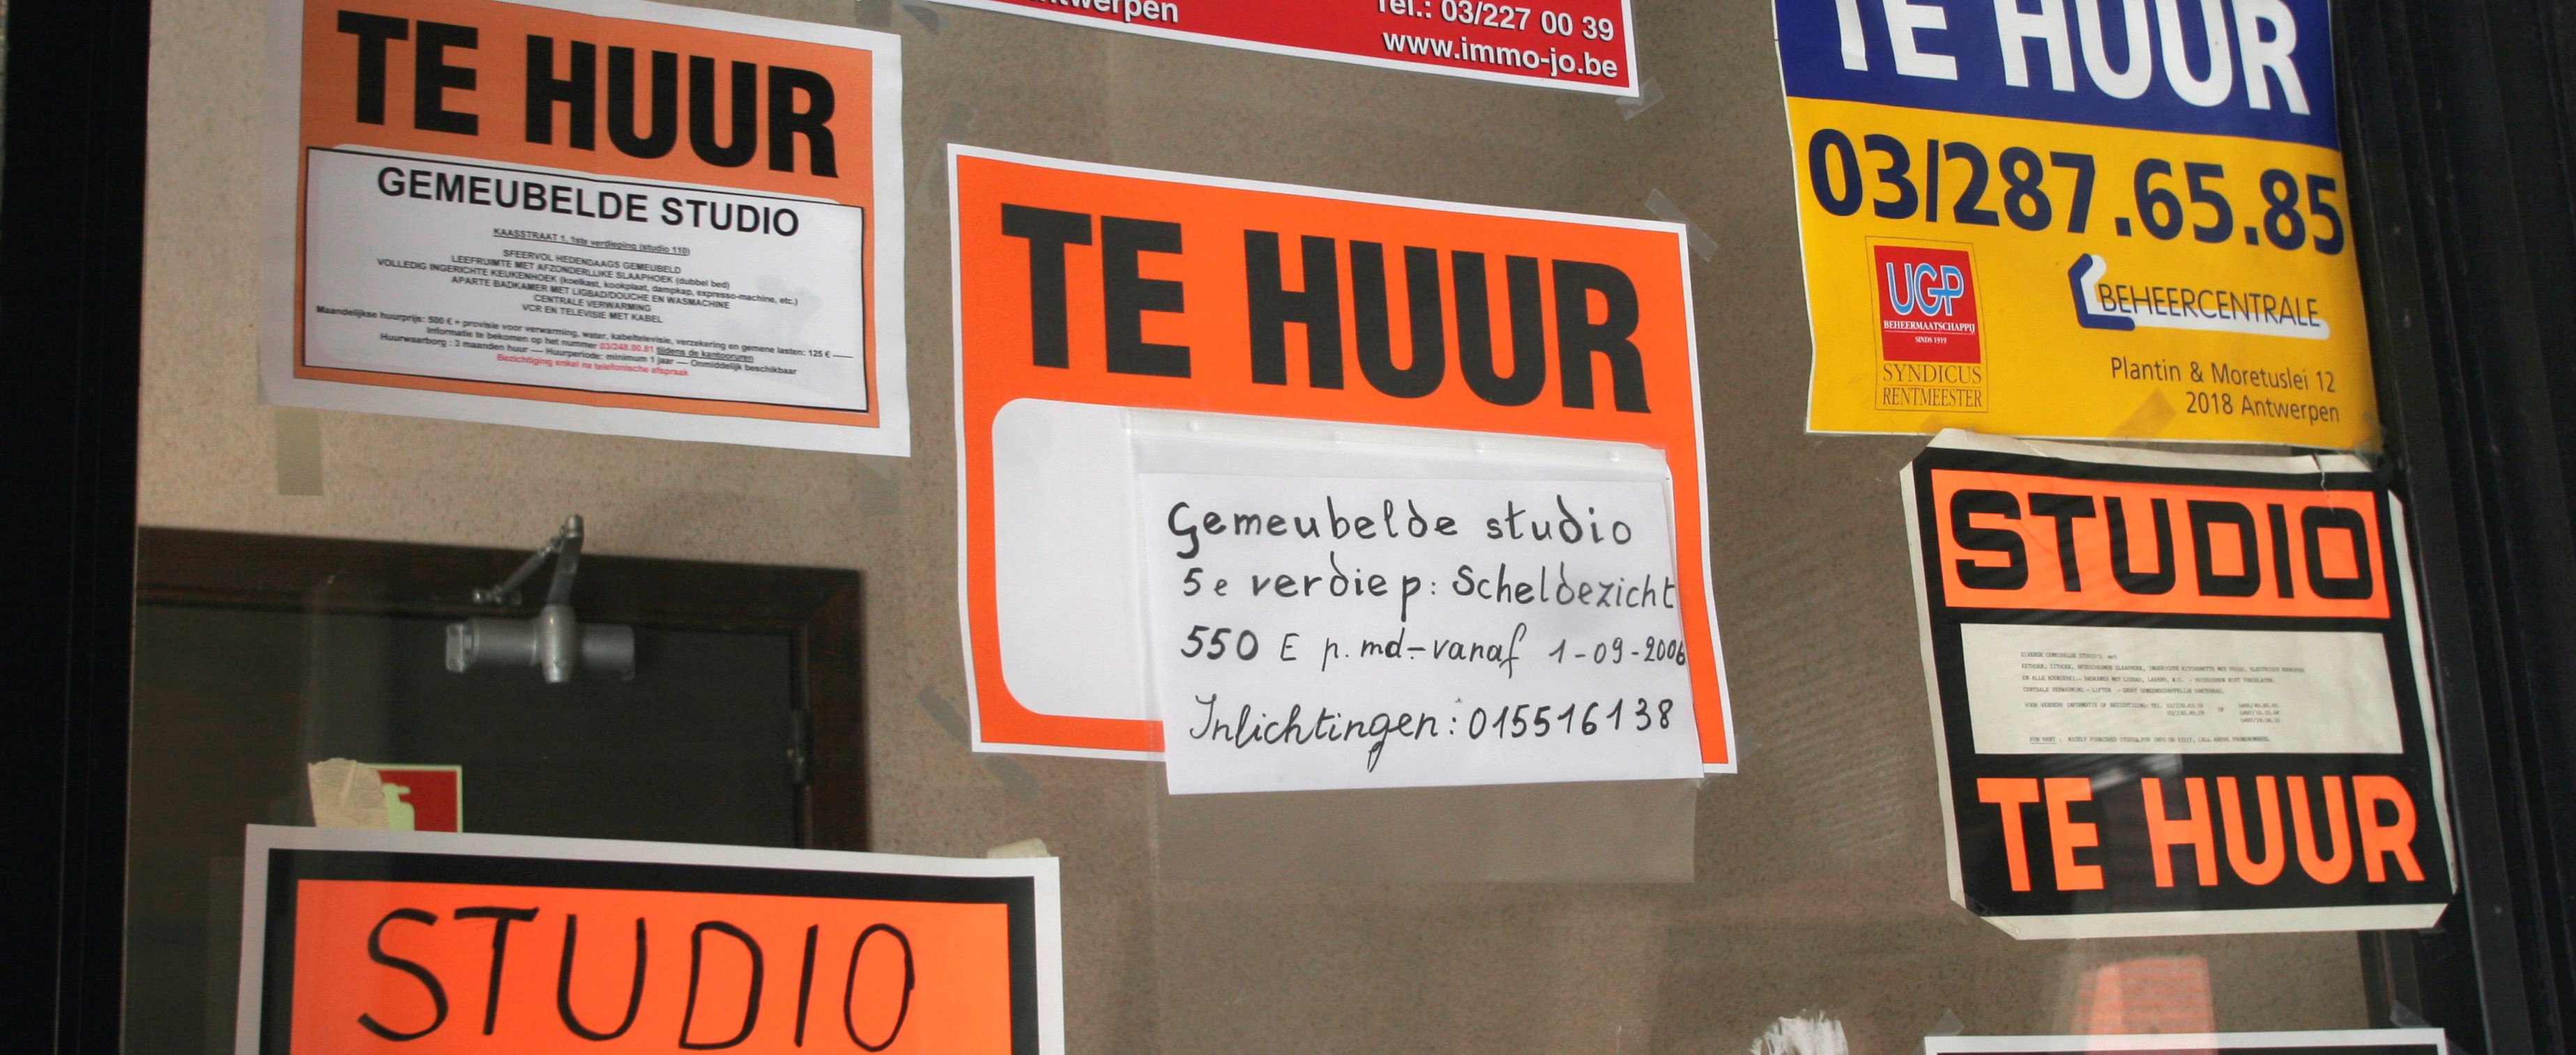 TE HUUR
GEMEUBELDE STUDIO
KAASSTRAAT 1, 1ste verdieping (studio 110)
SFEERVOL HEDENDAAGS GEMEUBELD
LEEFRUIMTE MET AFZONDERLIJKE SLAAPHOEK (dubbel bed)
VOLLEDIG INGERICHTE KEUKENHOEK (koelkast, kookplaat, dampkap, expresso-machine, etc.)
APARTE BADKAMER MET LIGBAD/DOUCHE EN WASMACHINE
CENTRALE VERWARMING
VCR EN TELEVISIE MET KABEL
Maandelijkse huurprijs: 500 € + provisie voor verwarming, water, kabeltelevisie, verzekering en gemene lasten: 125 €
Informatie te bekomen op het nummer 03/248.00.81 tijdens de kantooruren
Huurwaarborg : 3 maanden huur — Huurperiode: minimum 1 jaar — Onmiddelijk beschikbaar
Bezichtiging enkel na telefonische afspraak
Tel.: 03/227 00 39
www.immo-jo.be
TE HUUR
Gemeubelde studio
5e verdiep: Scheldezicht
550 E p. md-vanaf 1-09-2006
Inlichtingen: 015516138
TE HUUR
03/287.65.85
UGP
BEHEERMAATSCHAPPIJ
SINDS 1919
SYNDICUS
RENTMEESTER
BEHEERCENTRALE
Plantin & Moretuslei 12
2018 Antwerpen
STUDIO
TE HUUR
STUDIO